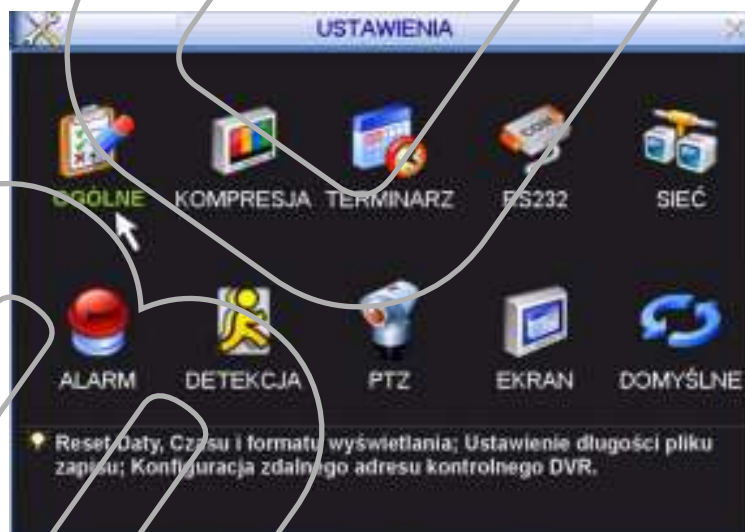 USTAWIENIA
OGÓLNE KOMPRESJA TERMINARZ RS232 SIEĆ
ALARM DETEKCJA PTZ EKRAN DOMYŚLNE
Reset Daty, Czasu i formatu wyświetlania; Ustawienie długości pliku
zapisu; Konfiguracja zdalnego adresu kontrolnego DVR.